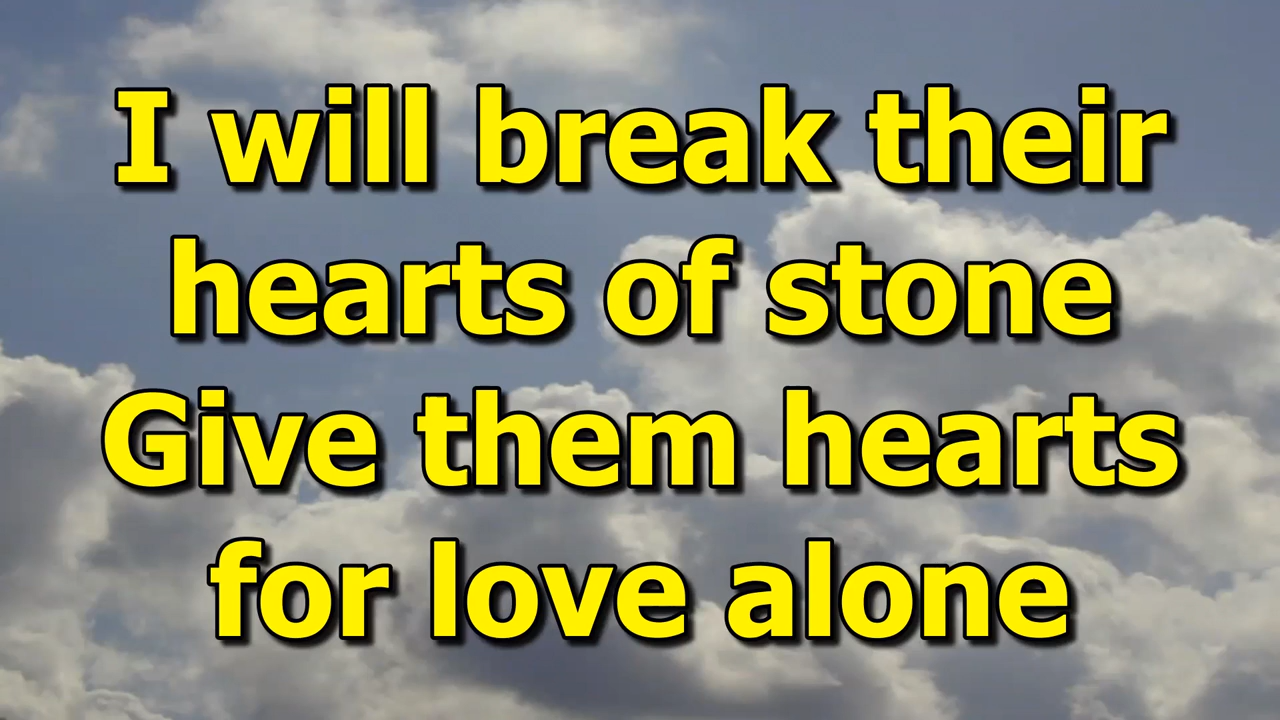 I will break their
hearts of stone
Give them hearts
for love alone